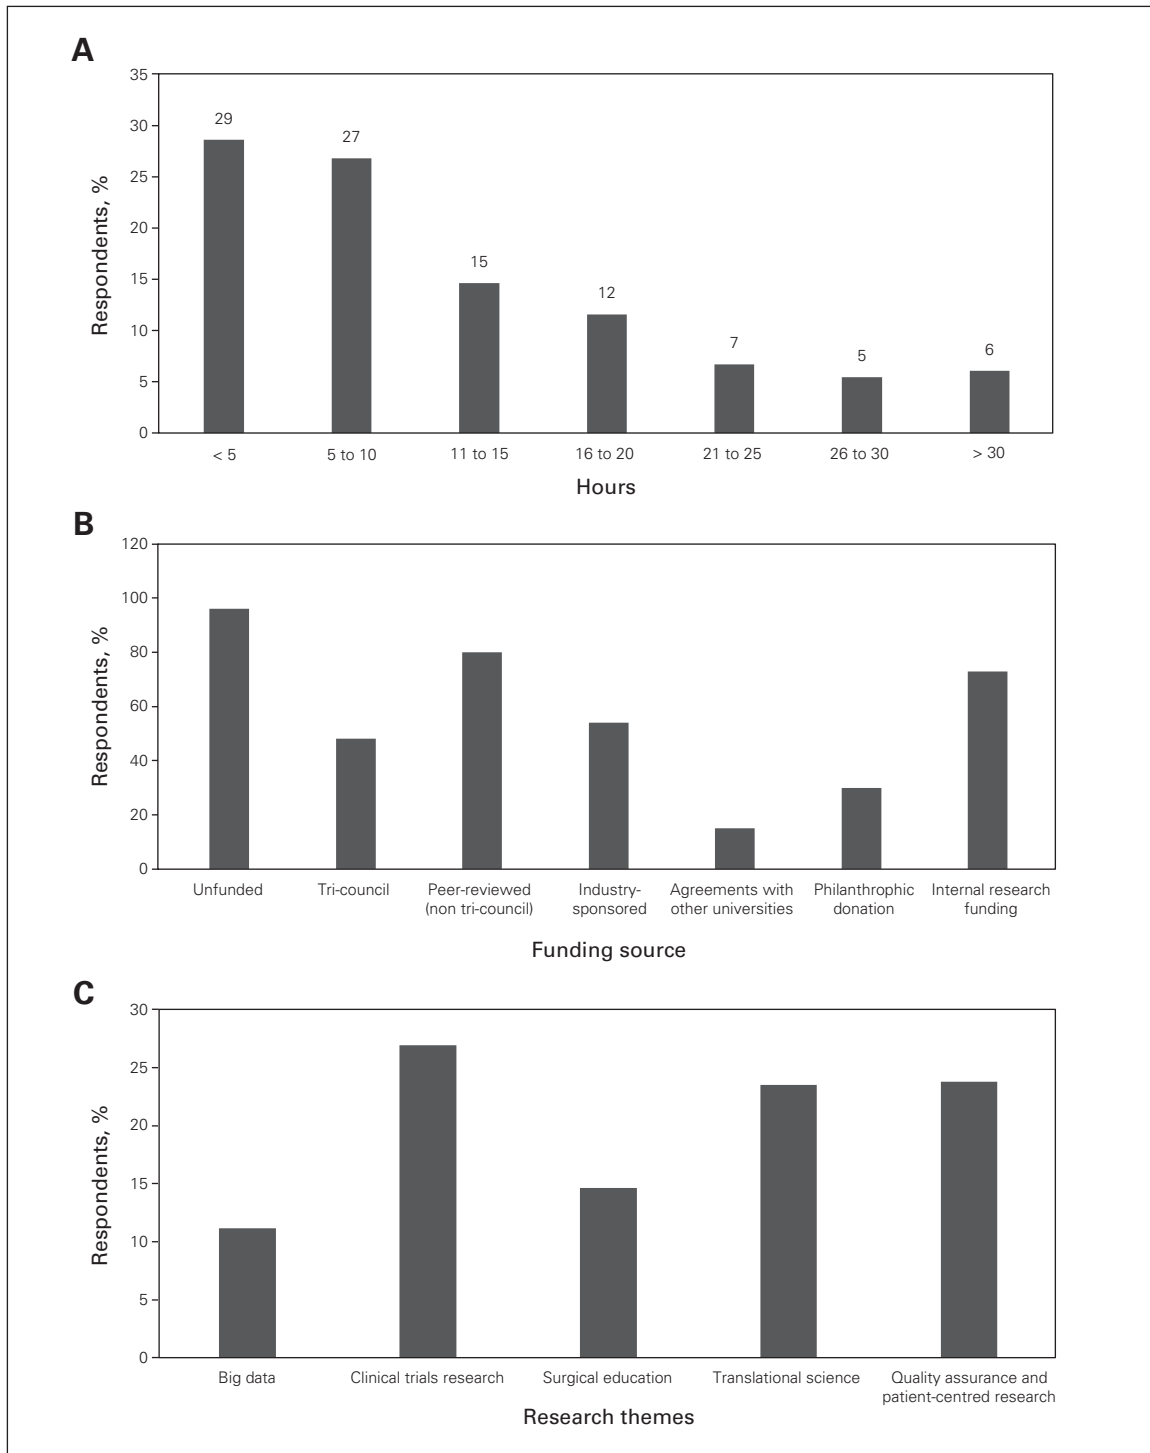 A
35
30
25
20
15
10
5
0
Respondents, %
29
27
15
12
7
5
6
< 5
5 to 10
11 to 15
16 to 20
21 to 25
26 to 30
> 30
Hours
B
120
100
80
60
40
20
0
Respondents, %
Unfunded
Tri-council
Peer-reviewed
(non tri-council)
Industry-
sponsored
Agreements with
other universities
Philanthrophic
donation
Internal research
funding
Funding source
C
30
25
20
15
10
5
0
Respondents, %
Big data
Clinical trials research
Surgical education
Translational science
Quality assurance and
patient-centred research
Research themes